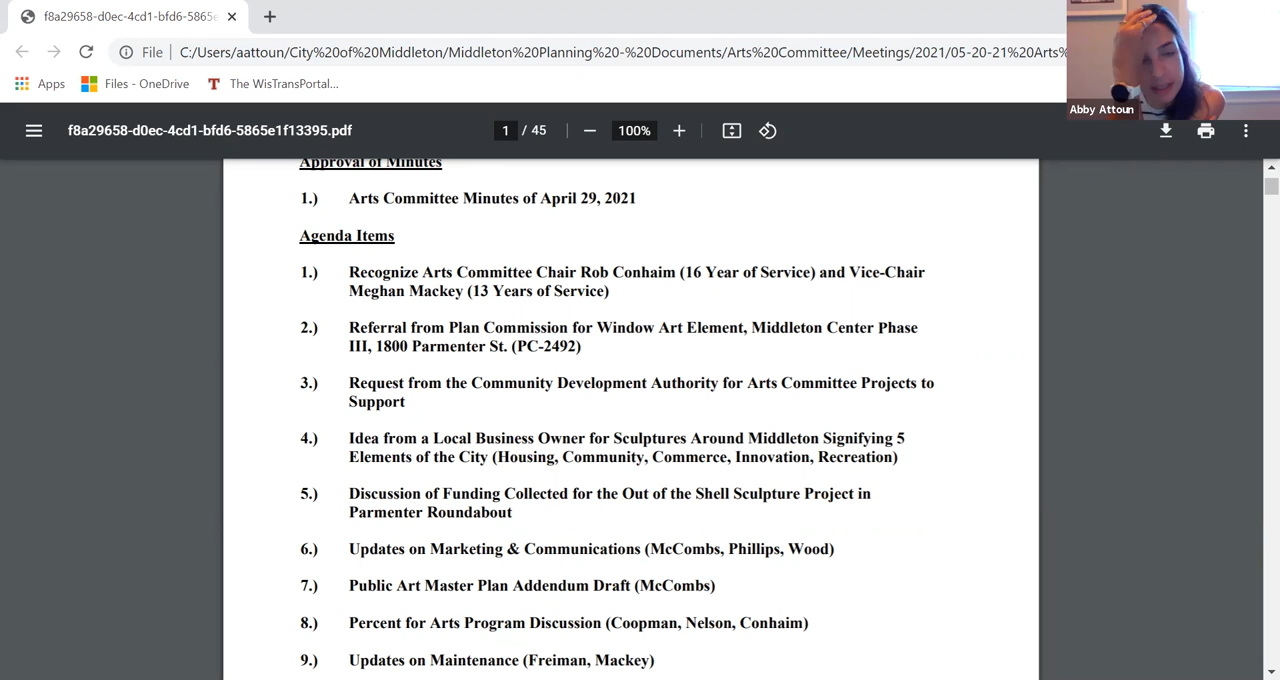 f8a29658-d0ec-4cd1-bfd6-5865e
File C:/Users/aattoun/City%20of%20Middleton/Middleton%20Planning%20-%20Documents/Arts%20Committee/Meetings/2021/05-20-21%20Arts%
Apps Files - OneDrive The WisTransPortal...
Abby Attoun
f8a29658-d0ec-4cd1-bfd6-5865e1f13395.pdf 1 / 45 100%
Approval of Minutes
1.) Arts Committee Minutes of April 29, 2021
Agenda Items
1.) Recognize Arts Committee Chair Rob Conhaim (16 Year of Service) and Vice-Chair
Meghan Mackey (13 Years of Service)
2.) Referral from Plan Commission for Window Art Element, Middleton Center Phase
III, 1800 Parmenter St. (PC-2492)
3.) Request from the Community Development Authority for Arts Committee Projects to
Support
4.) Idea from a Local Business Owner for Sculptures Around Middleton Signifying 5
Elements of the City (Housing, Community, Commerce, Innovation, Recreation)
5.) Discussion of Funding Collected for the Out of the Shell Sculpture Project in
Parmenter Roundabout
6.) Updates on Marketing & Communications (McCombs, Phillips, Wood)
7.) Public Art Master Plan Addendum Draft (McCombs)
8.) Percent for Arts Program Discussion (Coopman, Nelson, Conhaim)
9.) Updates on Maintenance (Freiman, Mackey)